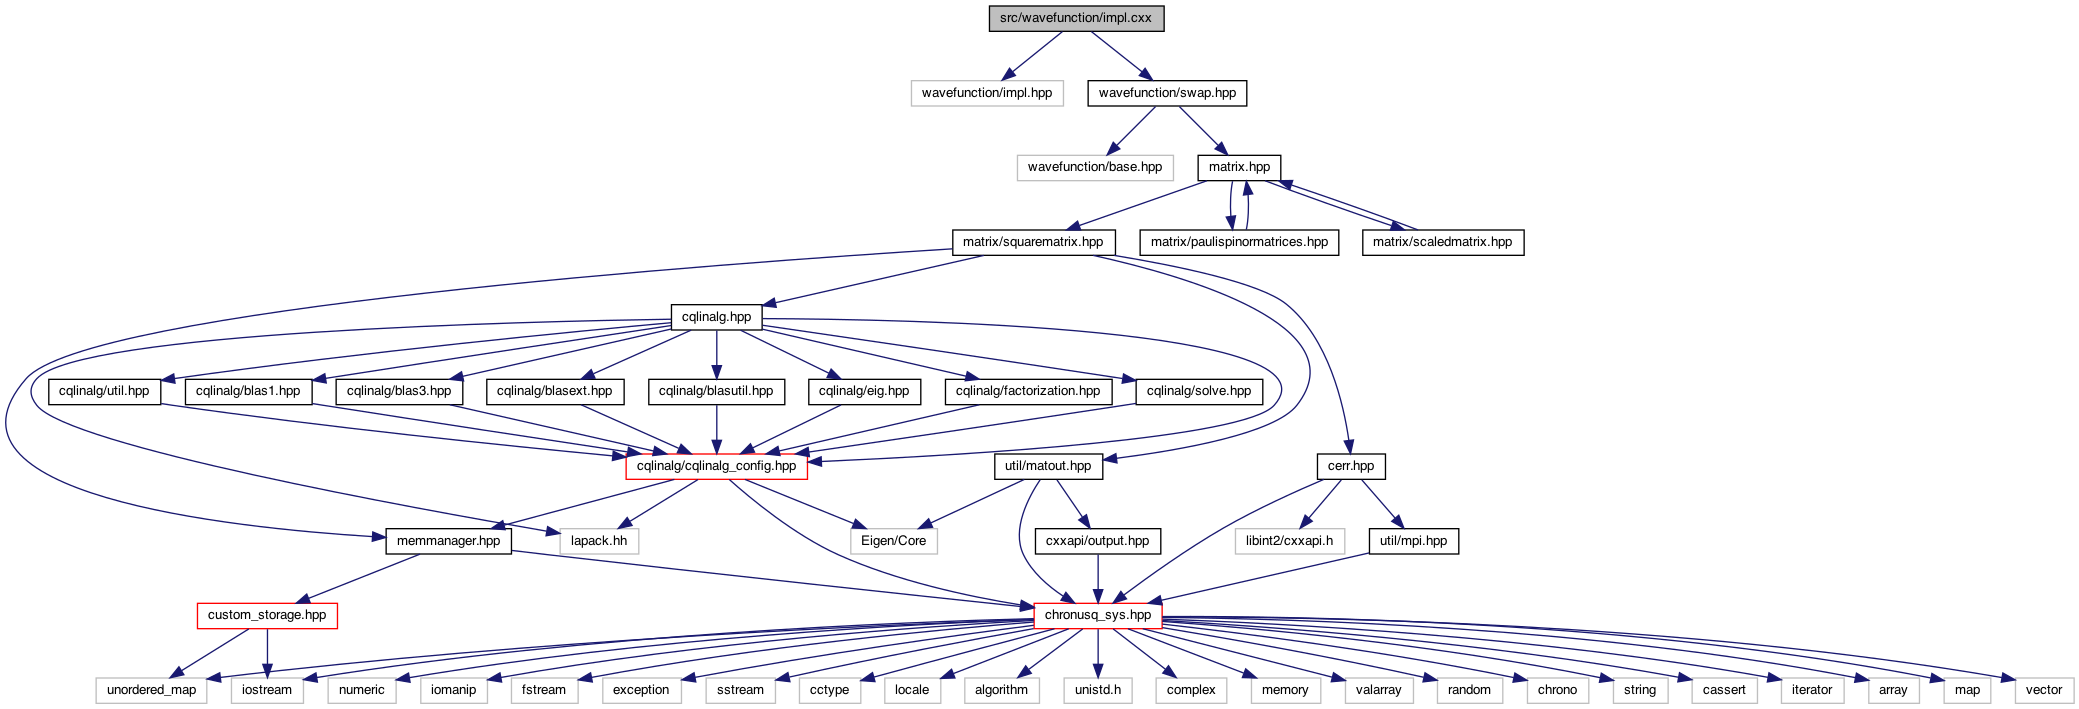 src/wavefunction/impl.cxx
wavefunction/impl.hpp
wavefunction/swap.hpp
wavefunction/base.hpp
matrix.hpp
matrix/squarematrix.hpp
matrix/paulispinormatrices.hpp
matrix/scaledmatrix.hpp
cqlinalg.hpp
cqlinalg/util.hpp
cqlinalg/blas1.hpp
cqlinalg/blas3.hpp
cqlinalg/blasext.hpp
cqlinalg/blasutil.hpp
cqlinalg/eig.hpp
cqlinalg/factorization.hpp
cqlinalg/solve.hpp
cqlinalg/cqlinalg_config.hpp
util/matout.hpp
cerr.hpp
memmanager.hpp
lapack.hh
Eigen/Core
cxxapi/output.hpp
libint2/cxxapi.h
util/mpi.hpp
custom_storage.hpp
chronusq_sys.hpp
unordered_map
iostream
numeric
iomanip
fstream
exception
sstream
cctype
locale
algorithm
unistd.h
complex
memory
valarray
random
chrono
string
cassert
iterator
array
map
vector